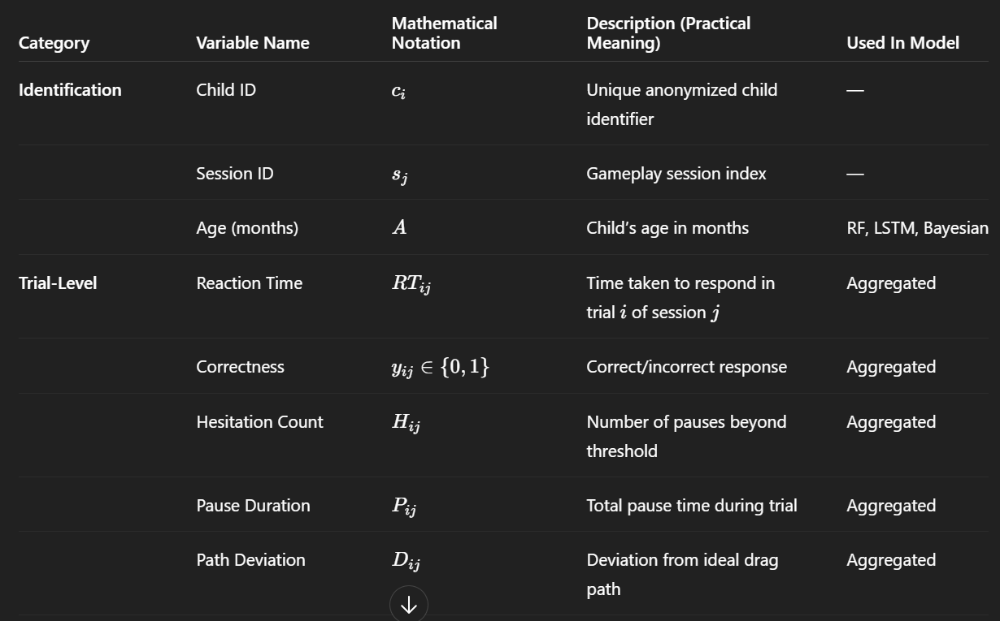 Category Variable Name Mathematical Notation Description (Practical Meaning) Used In Model
Identification Child ID c_i Unique anonymized child
identifier —
Session ID s_j Gameplay session index —
Age (months) A Child’s age in months RF, LSTM, Bayesian
Trial-Level Reaction Time RT_{ij} Time taken to respond in
trial i of session j Aggregated
Correctness y_{ij} ∈ {0, 1} Correct/incorrect response Aggregated
Hesitation Count H_{ij} Number of pauses beyond
threshold Aggregated
Pause Duration P_{ij} Total pause time during trial Aggregated
Path Deviation D_{ij} Deviation from ideal drag
path Aggregated